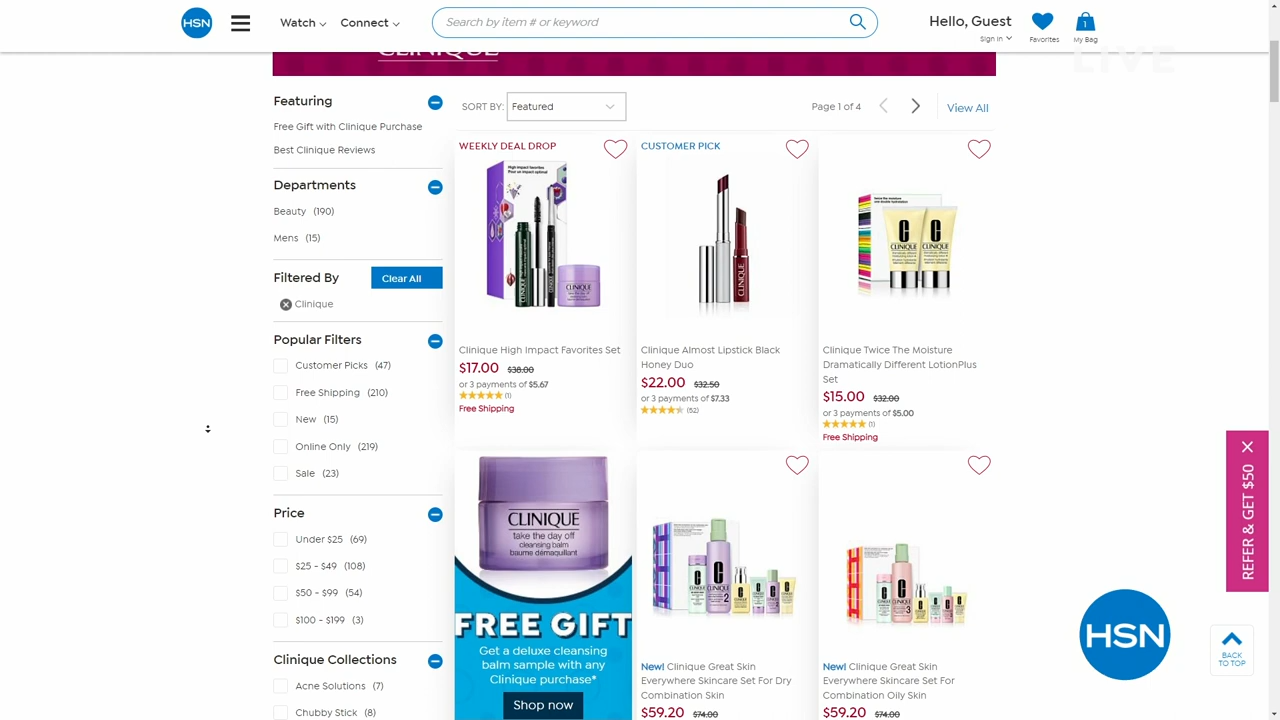 HSN
Watch
Connect
Search by item # or keyword
Hello, Guest
Sign In
Favorites
1
My Bag
CLINIQUE
LIVE
Featuring
Free Gift with Clinique Purchase
Best Clinique Reviews
Departments
Beauty (190)
Mens (15)
Filtered By
Clear All
Clinique
Popular Filters
Customer Picks (47)
Free Shipping (210)
New (15)
Online Only (219)
Sale (23)
Price
Under $25 (69)
$25 - $49 (108)
$50 - $99 (54)
$100 - $199 (3)
Clinique Collections
Acne Solutions (7)
Chubby Stick (8)
SORT BY: Featured
Page 1 of 4
View All
WEEKLY DEAL DROP
Clinique High Impact Favorites Set
$17.00 $38.00
or 3 payments of $5.67
(1)
Free Shipping
CUSTOMER PICK
CLINIQUE
Clinique Almost Lipstick Black
Honey Duo
$22.00 $32.50
or 3 payments of $7.33
(52)
CLINIQUE
CLINIQUE
Clinique Twice The Moisture
Dramatically Different LotionPlus
Set
$15.00 $32.00
or 3 payments of $5.00
(1)
Free Shipping
CLINIQUE
take the day off
cleansing balm
baume démaquillant
FREE GIFT
Get a deluxe cleansing
balm sample with any
Clinique purchase*
Shop now
New! Clinique Great Skin
Everywhere Skincare Set For Dry
Combination Skin
$59.20 $74.00
New! Clinique Great Skin
Everywhere Skincare Set For
Combination Oily Skin
$59.20 $74.00
REFER & GET $50
HSN
BACK
TO TOP